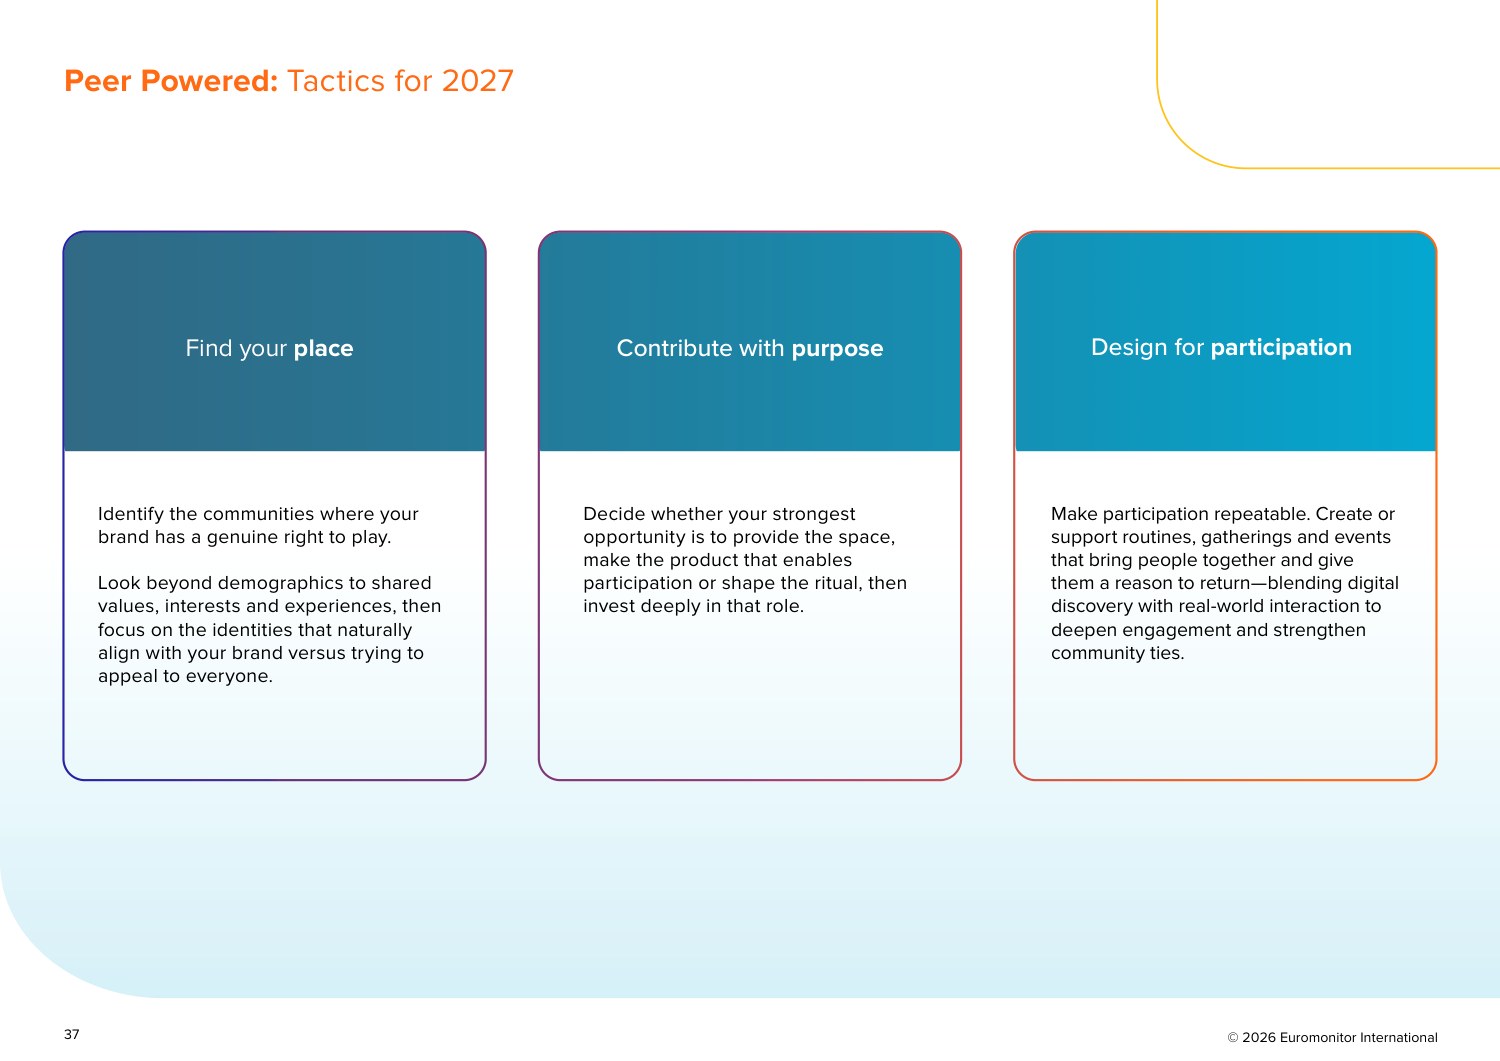 Peer Powered: Tactics for 2027
Find your place
Identify the communities where your
brand has a genuine right to play.
Look beyond demographics to shared
values, interests and experiences, then
focus on the identities that naturally
align with your brand versus trying to
appeal to everyone.
Contribute with purpose
Decide whether your strongest
opportunity is to provide the space,
make the product that enables
participation or shape the ritual, then
invest deeply in that role.
Design for participation
Make participation repeatable. Create or
support routines, gatherings and events
that bring people together and give
them a reason to return—blending digital
discovery with real-world interaction to
deepen engagement and strengthen
community ties.
37
© 2026 Euromonitor International